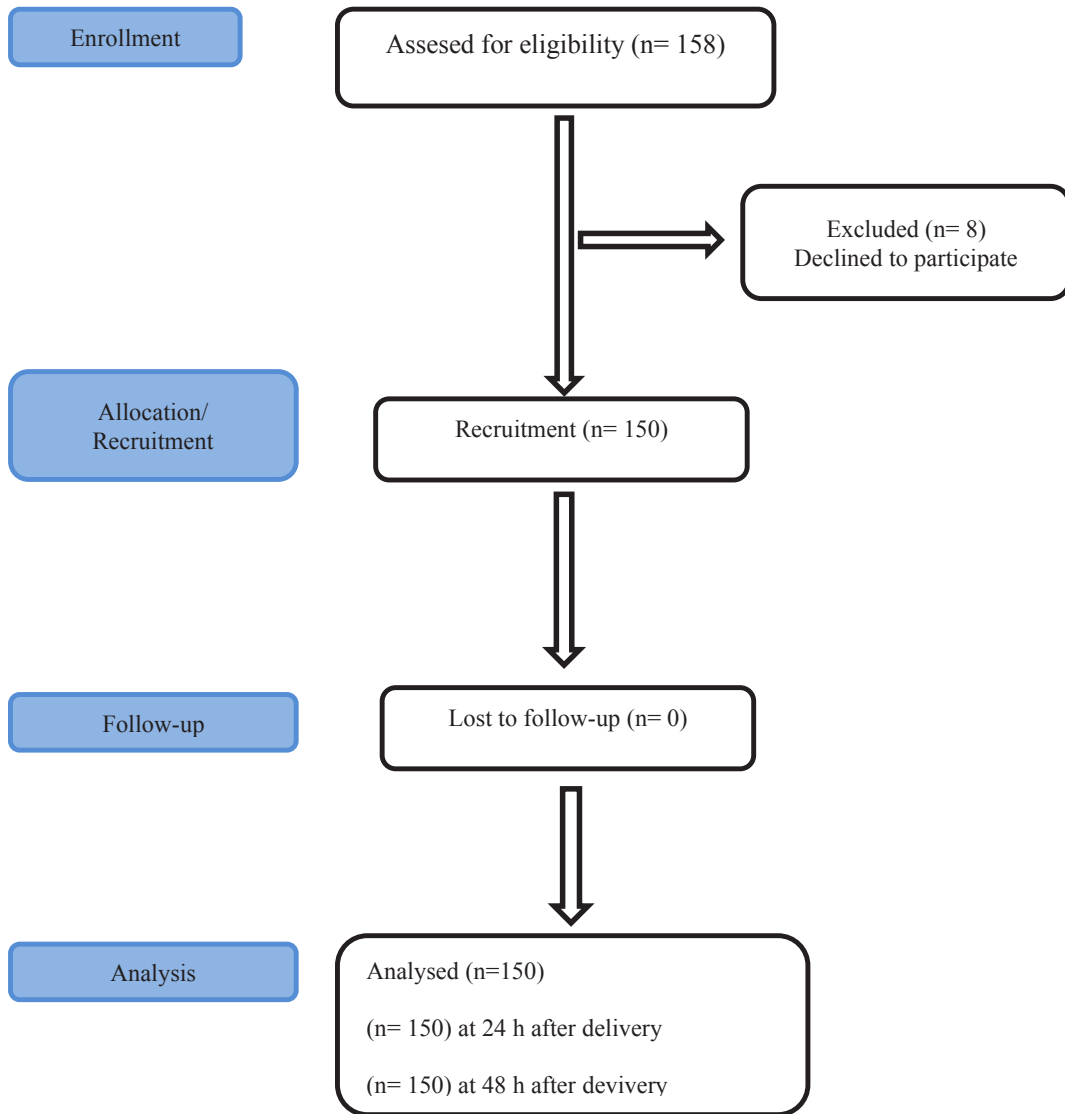 Enrollment
Assesed for eligibility (n= 158)
Excluded (n= 8)
Declined to participate
Allocation/
Recruitment
Recruitment (n= 150)
Follow-up
Lost to follow-up (n= 0)
Analysis
Analysed (n=150)
(n= 150) at 24 h after delivery
(n= 150) at 48 h after devivery